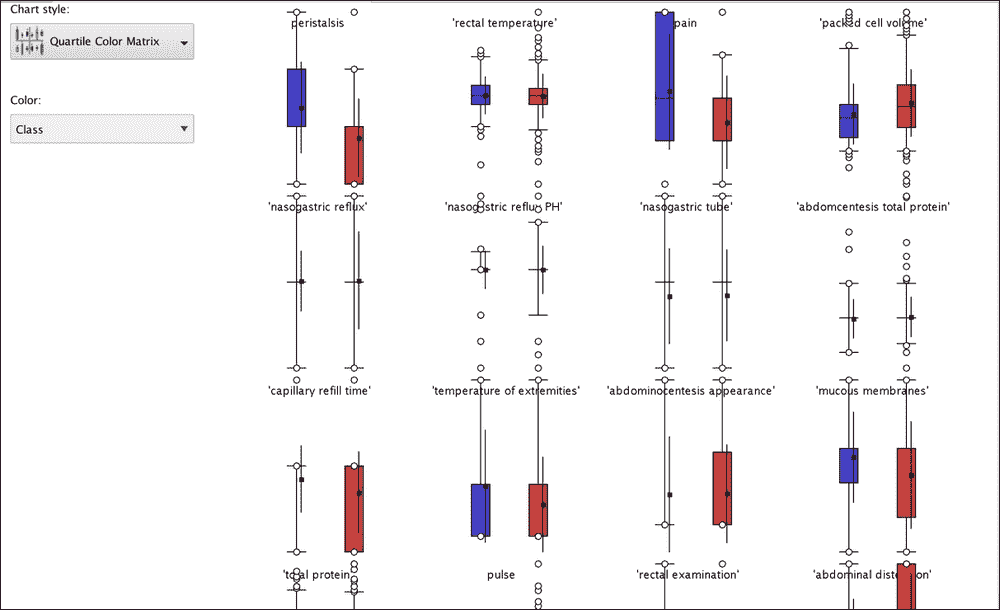 Chart style:
Quartile Color Matrix
Color:
Class
peristalsis
'rectal temperature'
pain
'packed cell volume'
'nasogastric reflux'
'nasogastric reflux PH'
'nasogastric tube'
'abdomcentesis total protein'
'capillary refill time'
'temperature of extremities'
'abdominocentesis appearance'
'mucous membranes'
'total protein'
pulse
'rectal examination'
'abdominal distention'